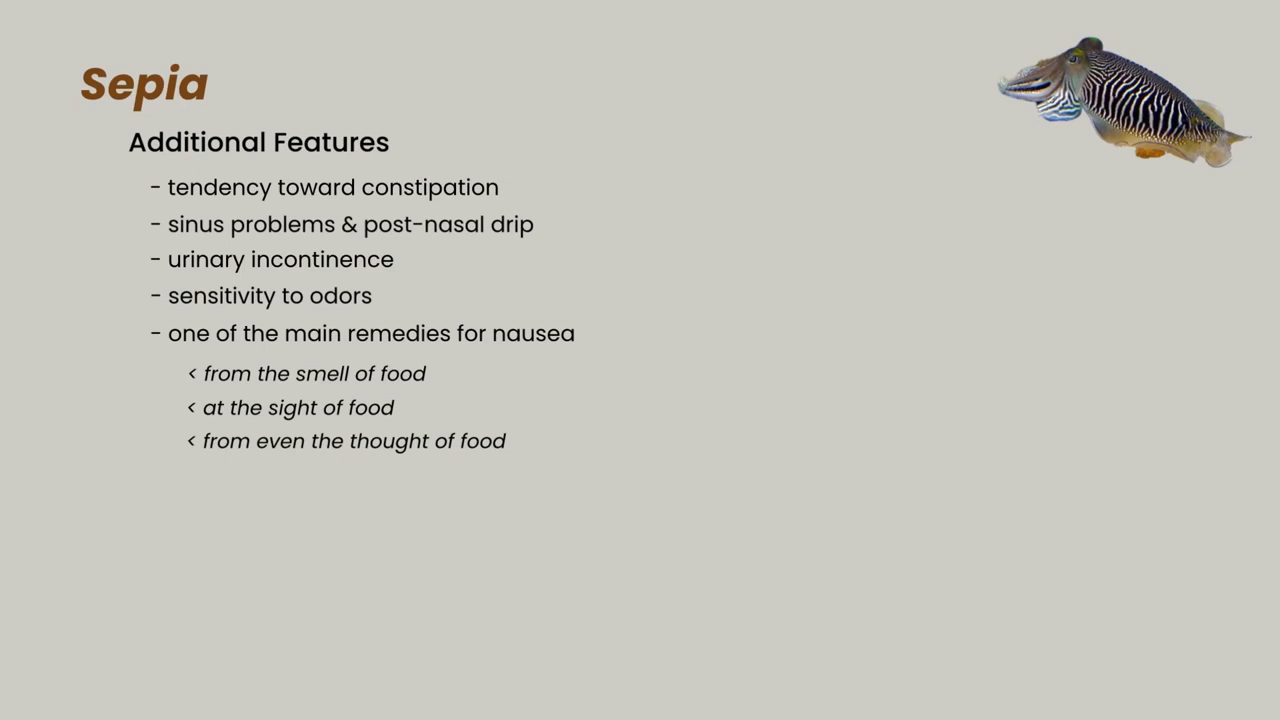 Sepia
Additional Features
- tendency toward constipation
- sinus problems & post-nasal drip
- urinary incontinence
- sensitivity to odors
- one of the main remedies for nausea
< from the smell of food
< at the sight of food
< from even the thought of food